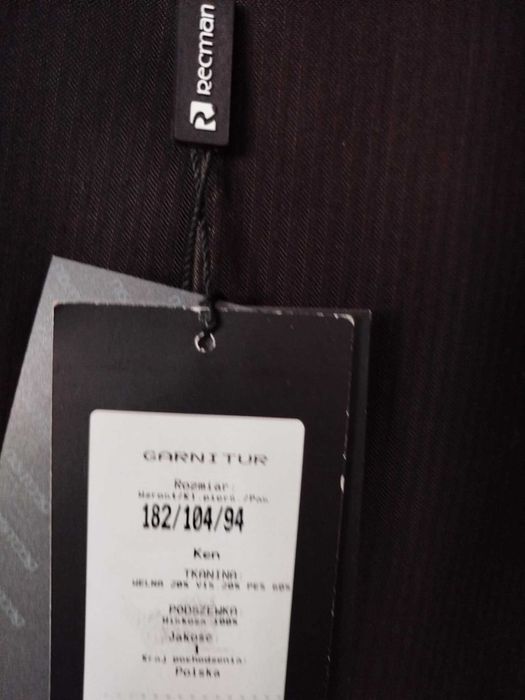 Recman
GARNITUR
Rozmiar:
Wzrost/Kl.piers./Pas
182/104/94
Ken
TKANINA:
WEŁNA 20% VIS 20% PES 60%
PODSZEWKA:
Wiskoza 100%
Jakość:
1
Kraj pochodzenia:
Polska